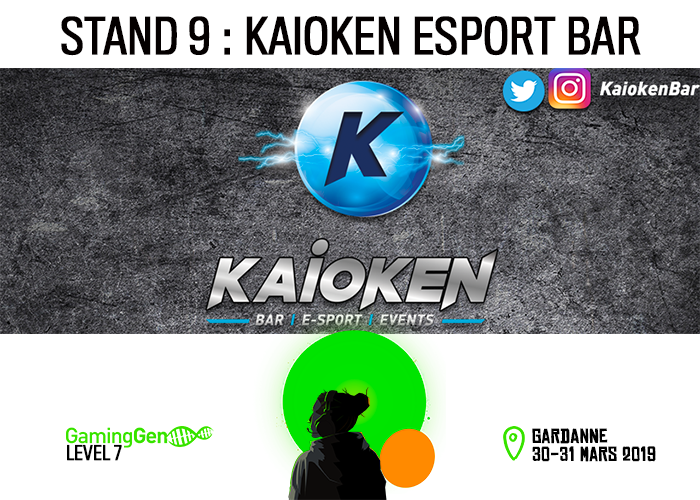 STAND 9 : KAIOKEN ESPORT BAR
KaiokenBar
K
KAIOKEN
BAR | E-SPORT | EVENTS
GamingGen
LEVEL 7
GARDANNE
30-31 MARS 2019